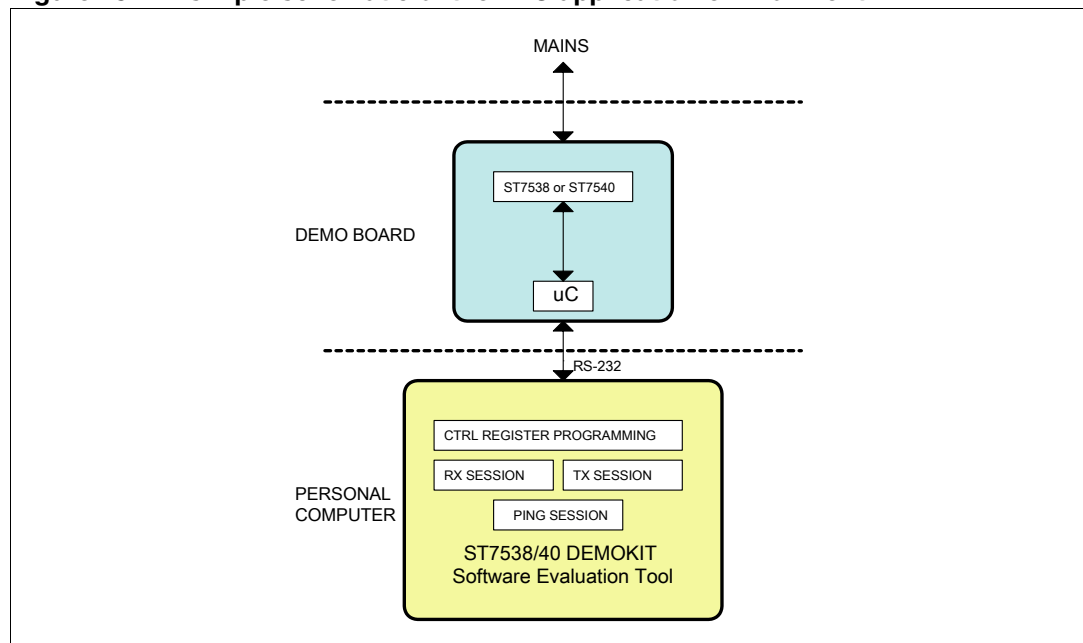 MAINS
ST7538 or ST7540
DEMO BOARD
uC
RS-232
CTRL REGISTER PROGRAMMING
RX SESSION
TX SESSION
PERSONAL
COMPUTER
PING SESSION
ST7538/40 DEMOKIT
Software Evaluation Tool